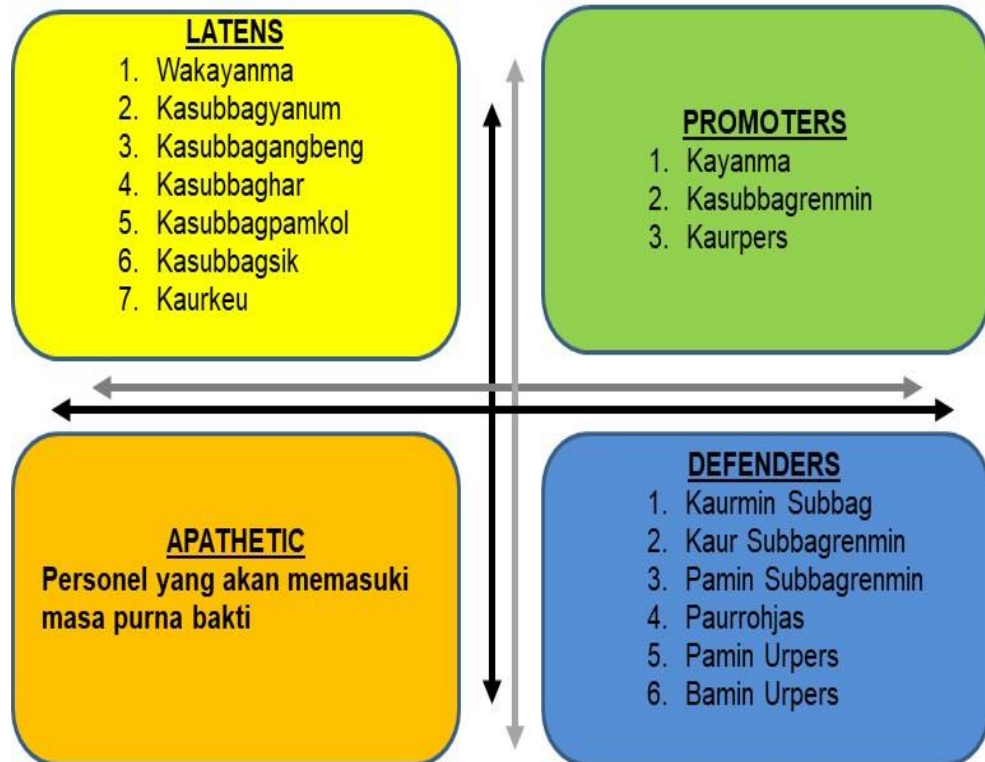 LATENS
1. Wakayanma
2. Kasubbagyanum
3. Kasubbagangbeng
4. Kasubbaghar
5. Kasubbagpamkol
6. Kasubbagsik
7. Kaurkeu
PROMOTERS
1. Kayanma
2. Kasubbagrenmin
3. Kaurpers
APATHETIC
Personel yang akan memasuki
masa purna bakti
DEFENDERS
1. Kaurmin Subbag
2. Kaur Subbagrenmin
3. Pamin Subbagrenmin
4. Paurrohjas
5. Pamin Urpers
6. Bamin Urpers